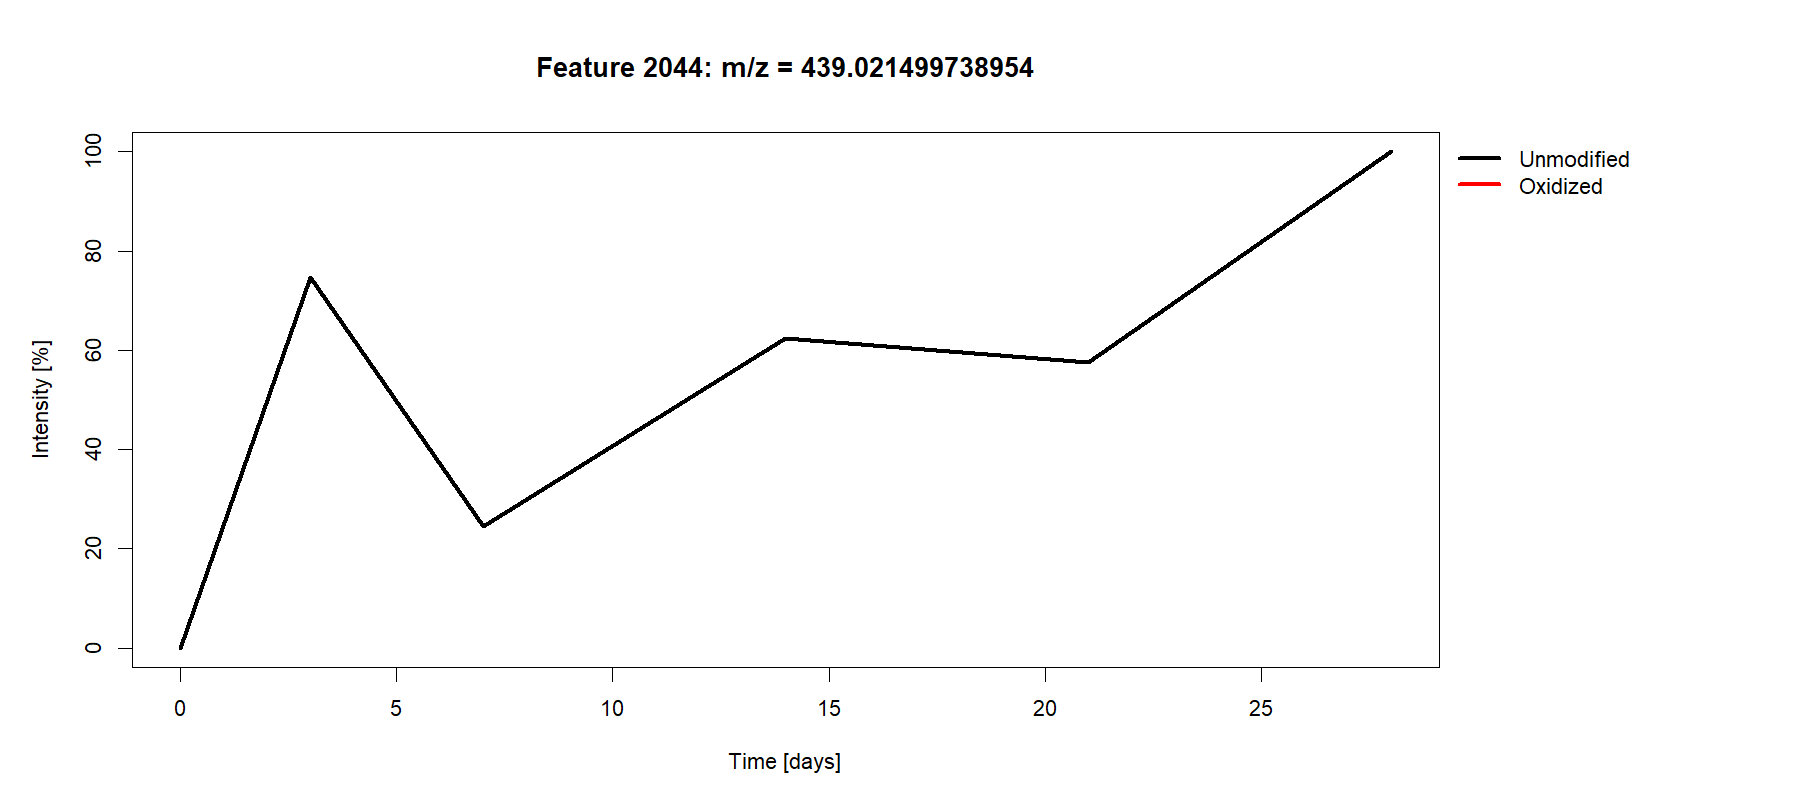 Feature 2044: m/z = 439.021499738954
Unmodified
Oxidized
Intensity [%]
100
80
60
40
20
0
0 5 10 15 20 25
Time [days]